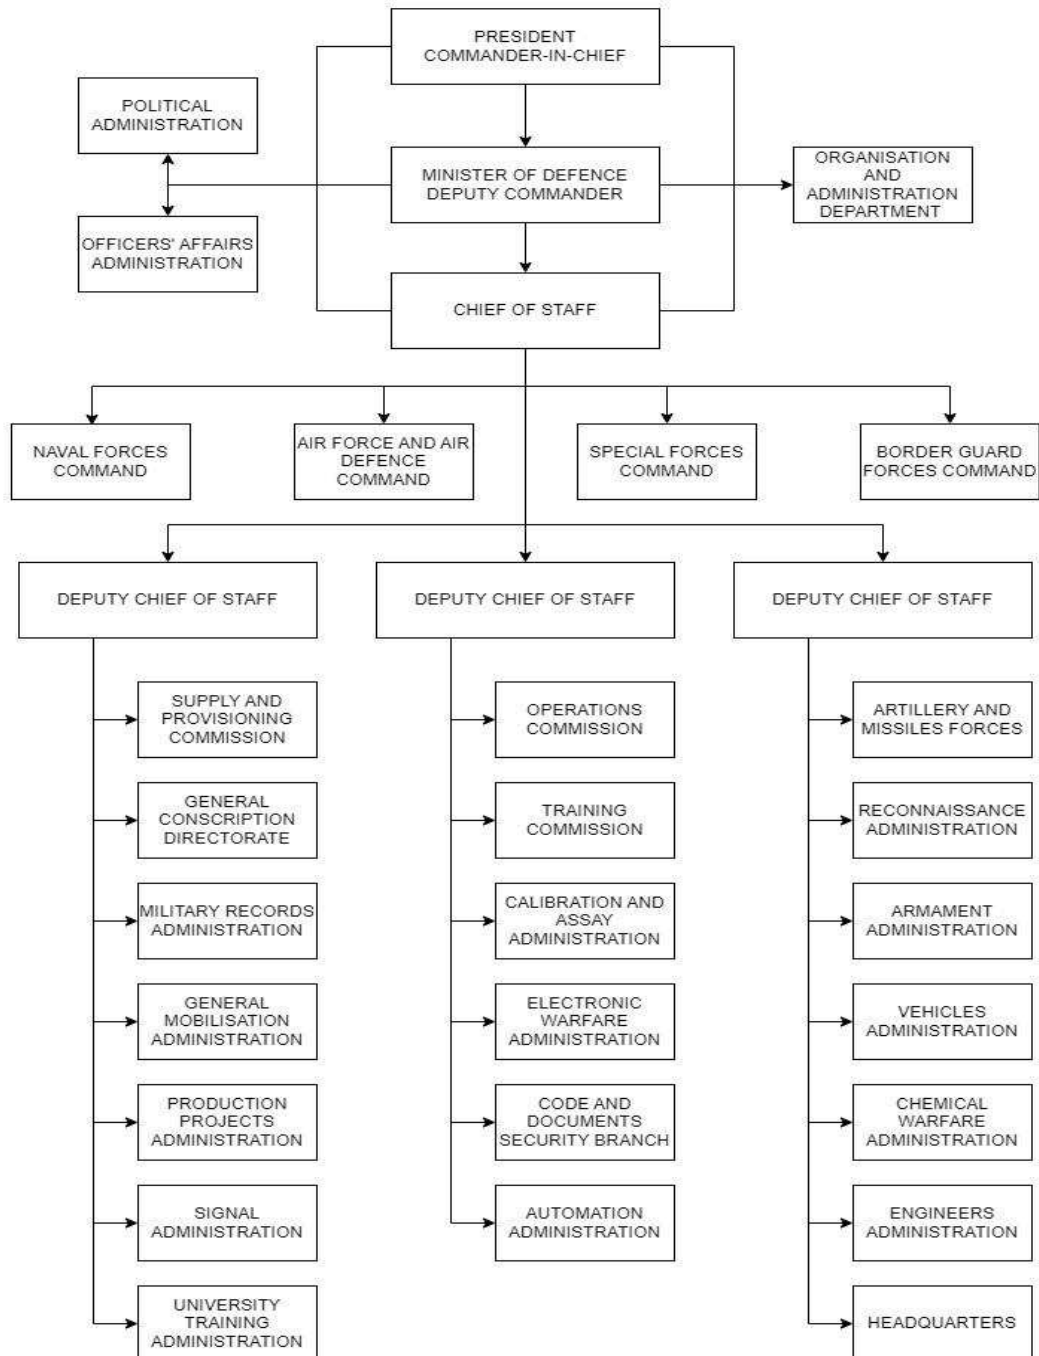 PRESIDENT
COMMANDER-IN-CHIEF
POLITICAL
ADMINISTRATION
MINISTER OF DEFENCE
DEPUTY COMMANDER
ORGANISATION
AND
ADMINISTRATION
DEPARTMENT
OFFICERS' AFFAIRS
ADMINISTRATION
CHIEF OF STAFF
NAVAL FORCES
COMMAND
AIR FORCE AND AIR
DEFENCE
COMMAND
SPECIAL FORCES
COMMAND
BORDER GUARD
FORCES COMMAND
DEPUTY CHIEF OF STAFF
DEPUTY CHIEF OF STAFF
DEPUTY CHIEF OF STAFF
SUPPLY AND
PROVISIONING
COMMISSION
GENERAL
CONSCRIPTION
DIRECTORATE
MILITARY RECORDS
ADMINISTRATION
GENERAL
MOBILISATION
ADMINISTRATION
PRODUCTION
PROJECTS
ADMINISTRATION
SIGNAL
ADMINISTRATION
UNIVERSITY
TRAINING
ADMINISTRATION
OPERATIONS
COMMISSION
TRAINING
COMMISSION
CALIBRATION AND
ASSAY
ADMINISTRATION
ELECTRONIC
WARFARE
ADMINISTRATION
CODE AND
DOCUMENTS
SECURITY BRANCH
AUTOMATION
ADMINISTRATION
ARTILLERY AND
MISSILES FORCES
RECONNAISSANCE
ADMINISTRATION
ARMAMENT
ADMINISTRATION
VEHICLES
ADMINISTRATION
CHEMICAL
WARFARE
ADMINISTRATION
ENGINEERS
ADMINISTRATION
HEADQUARTERS